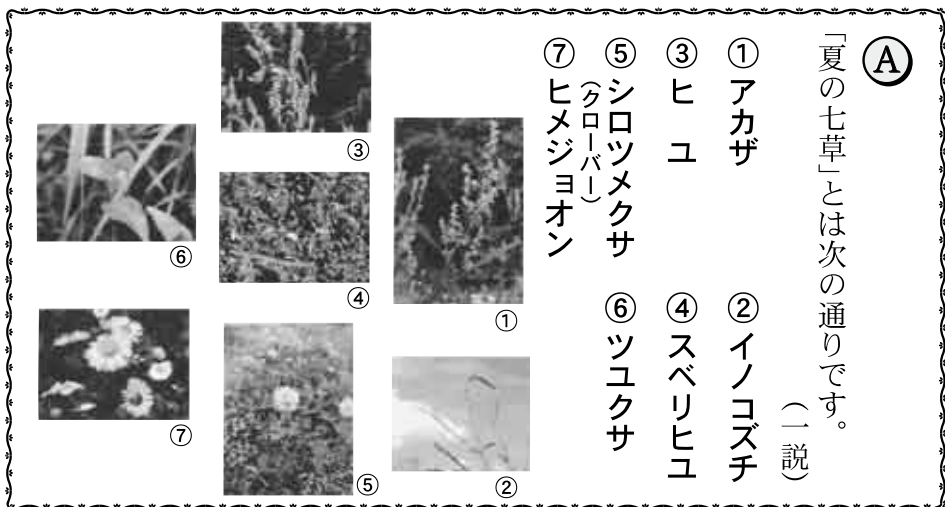 A
「夏の七草」とは次の通りです。
（一説）
① アカザ
② イノコズチ
③ ヒユ
④ スベリヒユ
⑤ シロツメクサ
（クローバー）
⑥ ツユクサ
⑦ ヒメジョオン
③
①
⑥
④
②
⑦
⑤